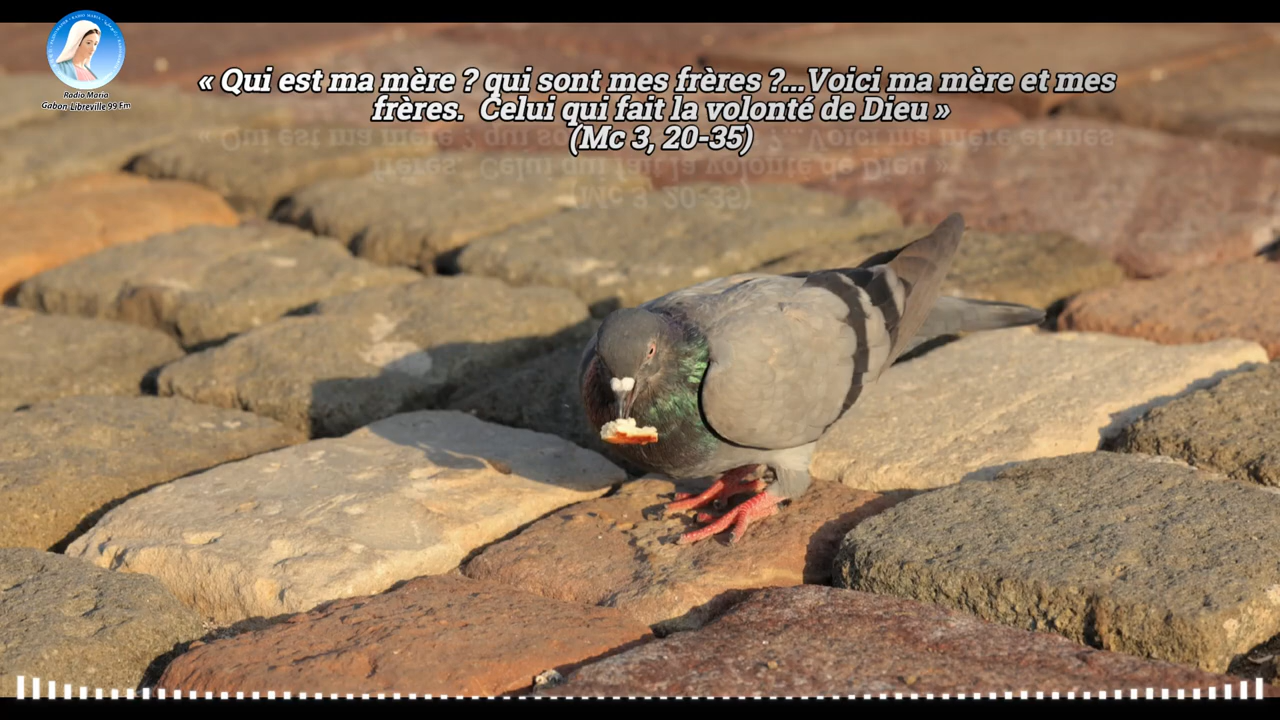 Radio Maria
Gabon-Libreville 99 Fm
« Qui est ma mère ? qui sont mes frères ?...Voici ma mère et mes
frères.  Celui qui fait la volonté de Dieu »
(Mc 3, 20-35)